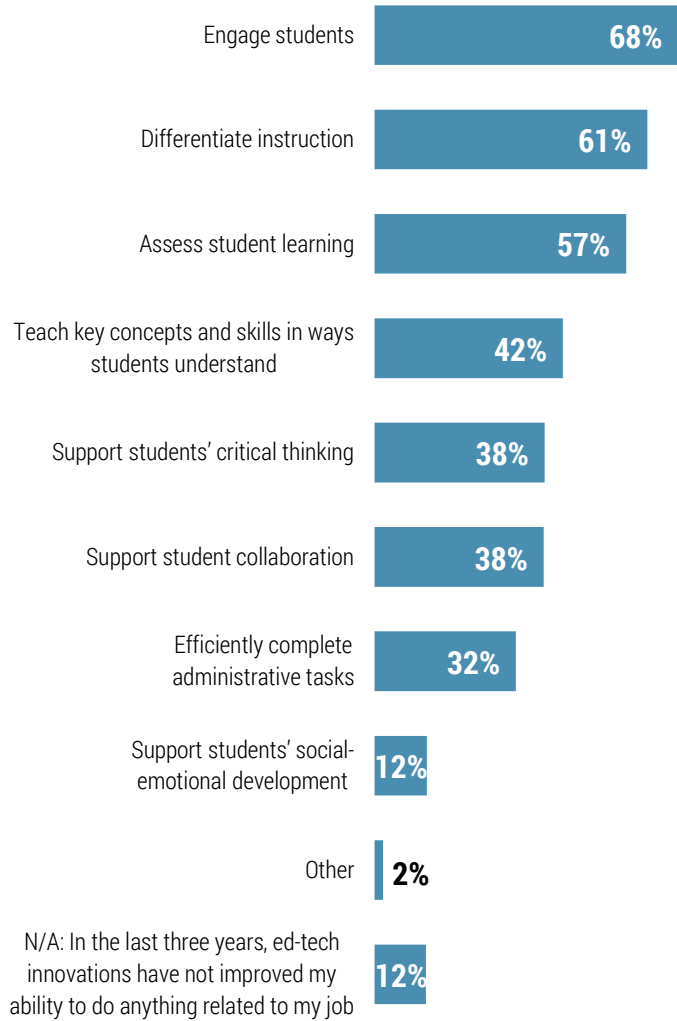 Engage students
68%
Differentiate instruction
61%
Assess student learning
57%
Teach key concepts and skills in ways
students understand
42%
Support students’ critical thinking
38%
Support student collaboration
38%
Efficiently complete
administrative tasks
32%
Support students’ social-
emotional development
12%
Other
2%
N/A: In the last three years, ed-tech
innovations have not improved my
ability to do anything related to my job
12%